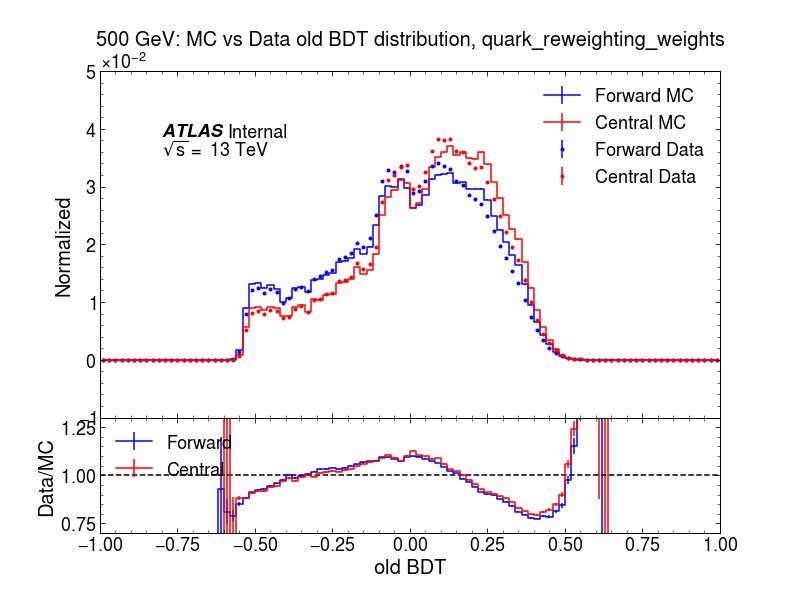 500 GeV: MC vs Data old BDT distribution, quark_reweighting_weights
×10⁻²
5
4
3
2
1
0
−1
Normalized
ATLAS Internal
√s = 13 TeV
Forward MC
Central MC
Forward Data
Central Data
1.25
1.00
0.75
Data/MC
Forward
Central
−1.00 −0.75 −0.50 −0.25 0.00 0.25 0.50 0.75 1.00
old BDT